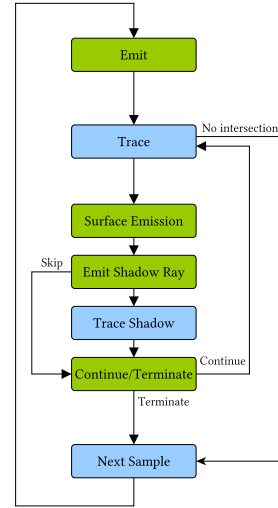 Emit
No intersection
Trace
Surface Emission
Skip
Emit Shadow Ray
Trace Shadow
Continue
Continue/Terminate
Terminate
Next Sample